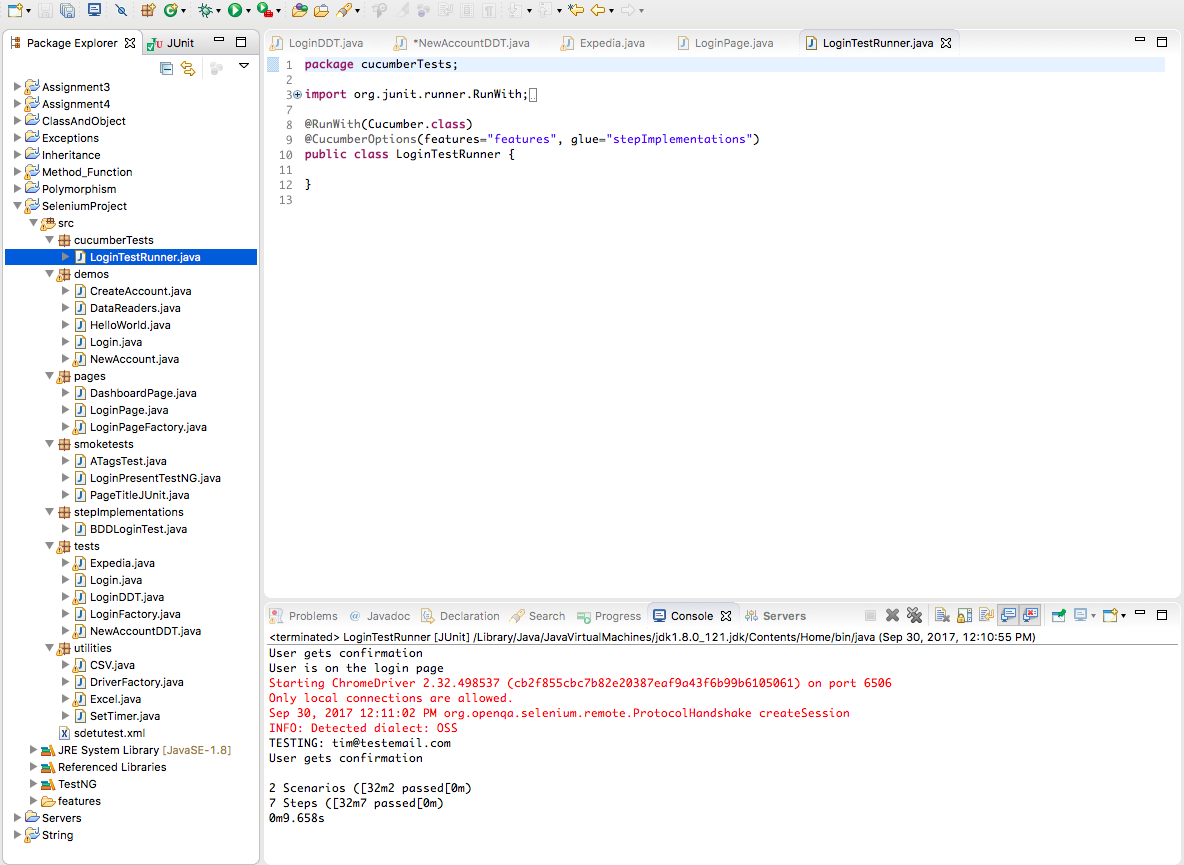 Package Explorer
JUnit
Assignment3
Assignment4
ClassAndObject
Exceptions
Inheritance
Method_Function
Polymorphism
SeleniumProject
src
cucumberTests
LoginTestRunner.java
demos
CreateAccount.java
DataReaders.java
HelloWorld.java
Login.java
NewAccount.java
pages
DashboardPage.java
LoginPage.java
LoginPageFactory.java
smoketests
ATagsTest.java
LoginPresentTestNG.java
PageTitleJUnit.java
stepImplementations
BDDLoginTest.java
tests
Expedia.java
Login.java
LoginDDT.java
LoginFactory.java
NewAccountDDT.java
utilities
CSV.java
DriverFactory.java
Excel.java
SetTimer.java
sdetutest.xml
JRE System Library [JavaSE-1.8]
Referenced Libraries
TestNG
features
Servers
String
LoginDDT.java *NewAccountDDT.java Expedia.java LoginPage.java LoginTestRunner.java
1 package cucumberTests;
2
3 import org.junit.runner.RunWith;
7
8 @RunWith(Cucumber.class)
9 @CucumberOptions(features="features", glue="stepImplementations")
10 public class LoginTestRunner {
11
12 }
13
Problems @ Javadoc Declaration Search Progress Console Servers
<terminated> LoginTestRunner [JUnit] /Library/Java/JavaVirtualMachines/jdk1.8.0_121.jdk/Contents/Home/bin/java (Sep 30, 2017, 12:10:55 PM)
User gets confirmation
User is on the login page
Starting ChromeDriver 2.32.498537 (cb2f855cbc7b82e20387eaf9a43f6b99b6105061) on port 6506
Only local connections are allowed.
Sep 30, 2017 12:11:02 PM org.openqa.selenium.remote.ProtocolHandshake createSession
INFO: Detected dialect: OSS
TESTING: tim@testemail.com
User gets confirmation
2 Scenarios ([32m2 passed[0m)
7 Steps ([32m7 passed[0m)
0m9.658s